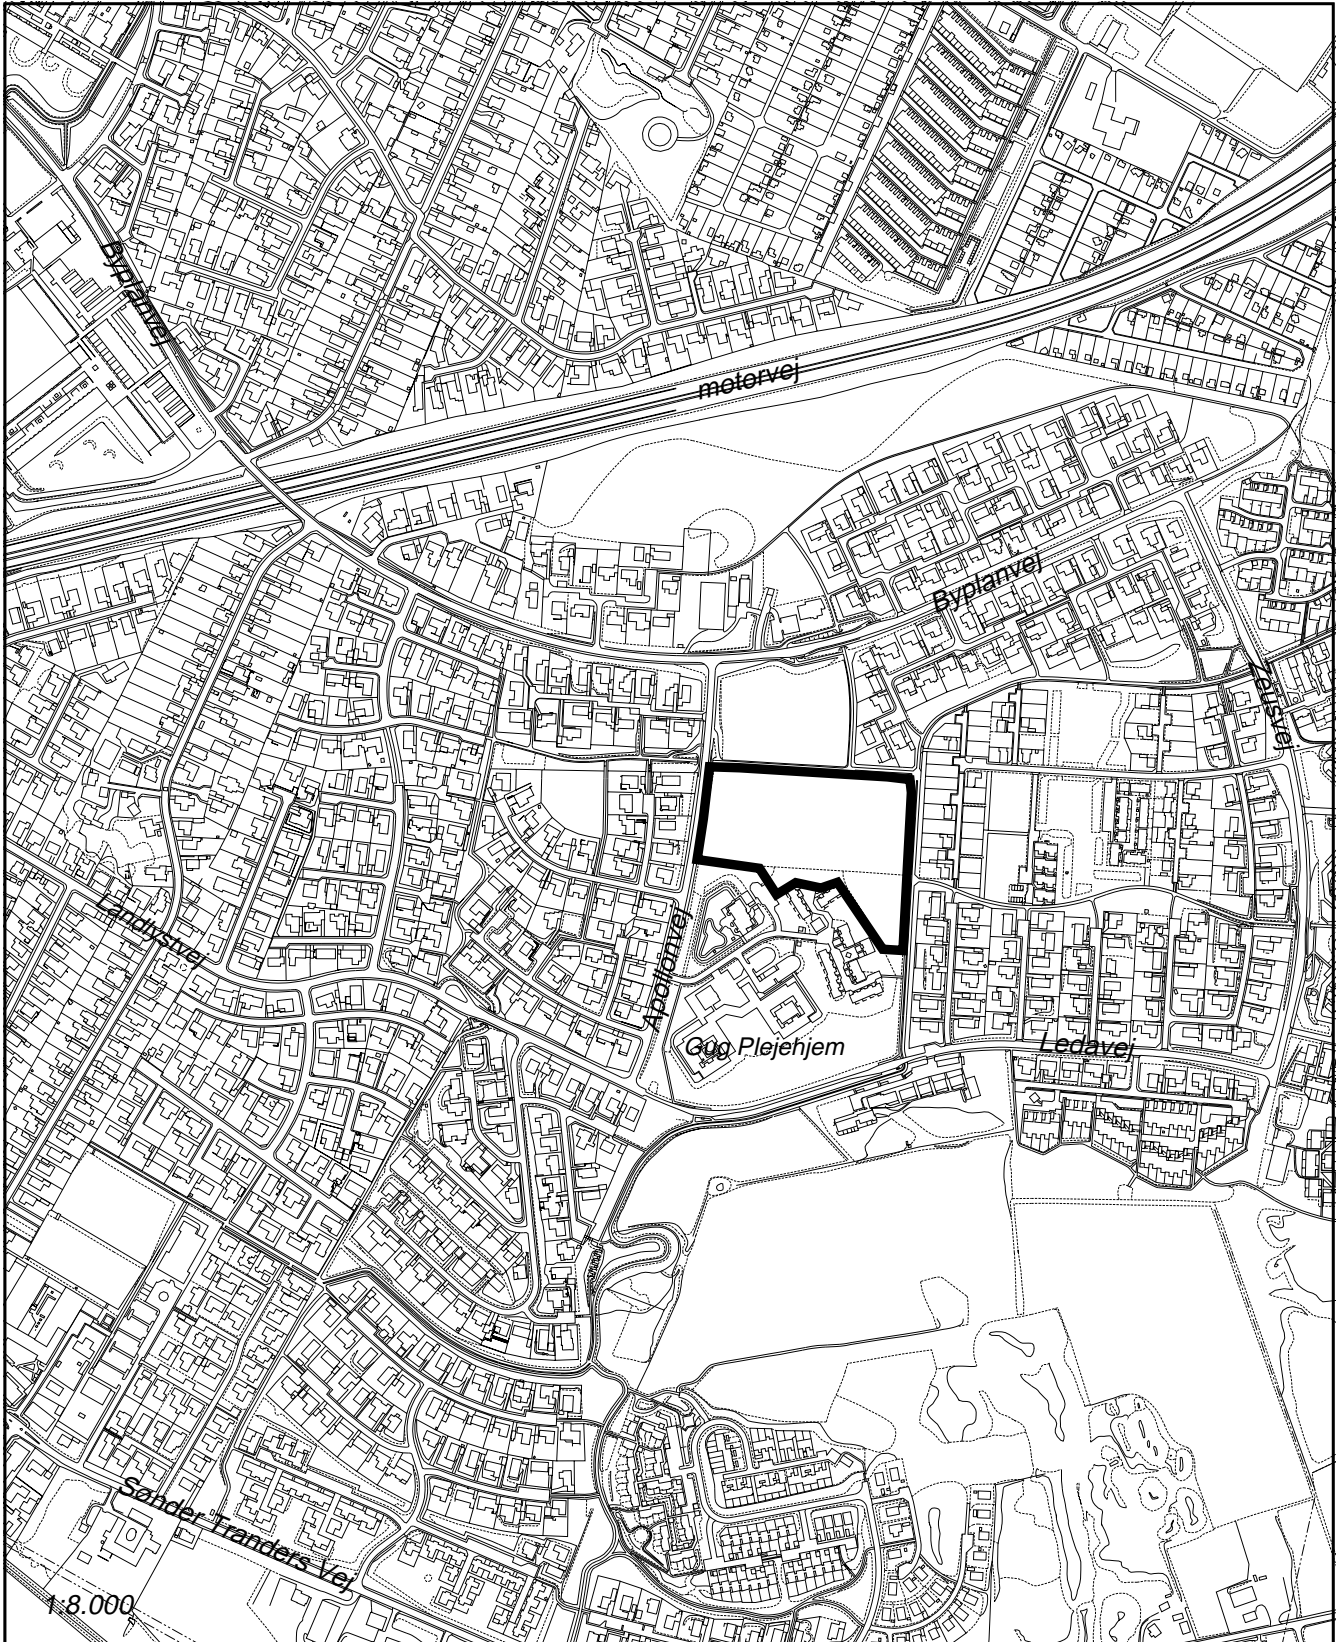 Byplanvej
motorvej
Byplanvej
Zeusvej
Landlystvej
Apollonvej
Gug Plejehjem
Ledavej
Sønder Tranders Vej
1:8.000